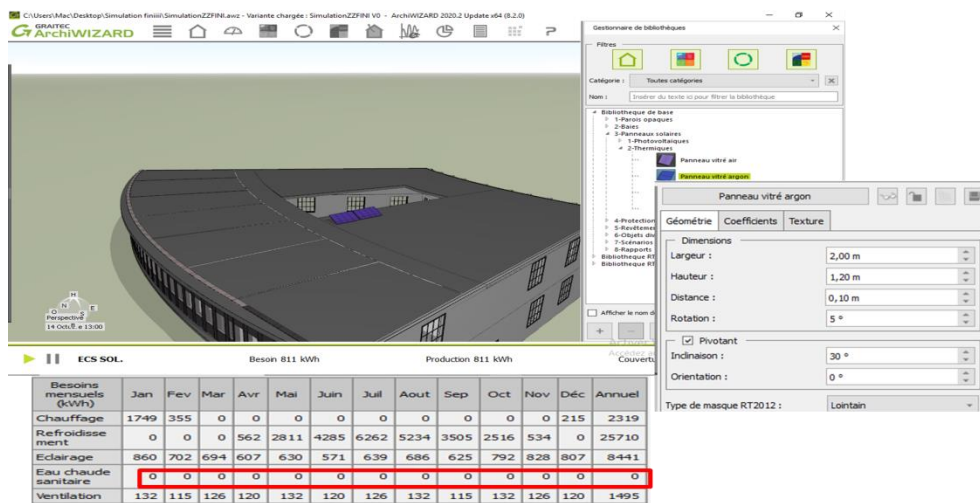 C:\Users\Mac\Desktop\Simulation finiiii\SimulationZZFINI.awz - Variante chargée : SimulationZZFINI V0 - ArchiWIZARD 2020.2 Update x64 (8.2.0)
GRAITEC
ArchiWIZARD
Gestionnaire de bibliothèques
Filtres
Catégorie : Toutes catégories
Nom : Insérer du texte ici pour filtrer la bibliothèque
Bibliotheque de base
1-Parois opaques
2-Baies
3-Panneaux solaires
1-Photovoltaïques
2-Thermiques
Panneau vitré air
Panneau vitré argon
4-Protection
5-Revêteme
6-Objets div
7-Scénarios
8-Rapports
Bibliotheque RT
Bibliotheque RT
Afficher le nom d
Panneau vitré argon
Géométrie Coefficients Texture
Dimensions
Largeur : 2,00 m
Hauteur : 1,20 m
Distance : 0,10 m
Rotation : 5 °
Pivotant
Inclinaison : 30 °
Orientation : 0 °
Type de masque RT2012 : Lointain
H
N
O E
S
Perspective
B
14 Octobre 13:00
ECS SOL. Besoin 811 kWh Production 811 kWh Couvertu
Besoins mensuels (kWh) Jan Fev Mar Avr Mai Juin Juil Aout Sep Oct Nov Déc Annuel
Chauffage 1749 355 0 0 0 0 0 0 0 0 0 215 2319
Refroidisse ment 0 0 0 562 2811 4285 6262 5234 3505 2516 534 0 25710
Eclairage 860 702 694 607 630 571 639 686 625 792 828 807 8441
Eau chaude sanitaire 0 0 0 0 0 0 0 0 0 0 0 0 0
Ventilation 132 115 126 120 132 120 126 132 115 132 126 120 1495